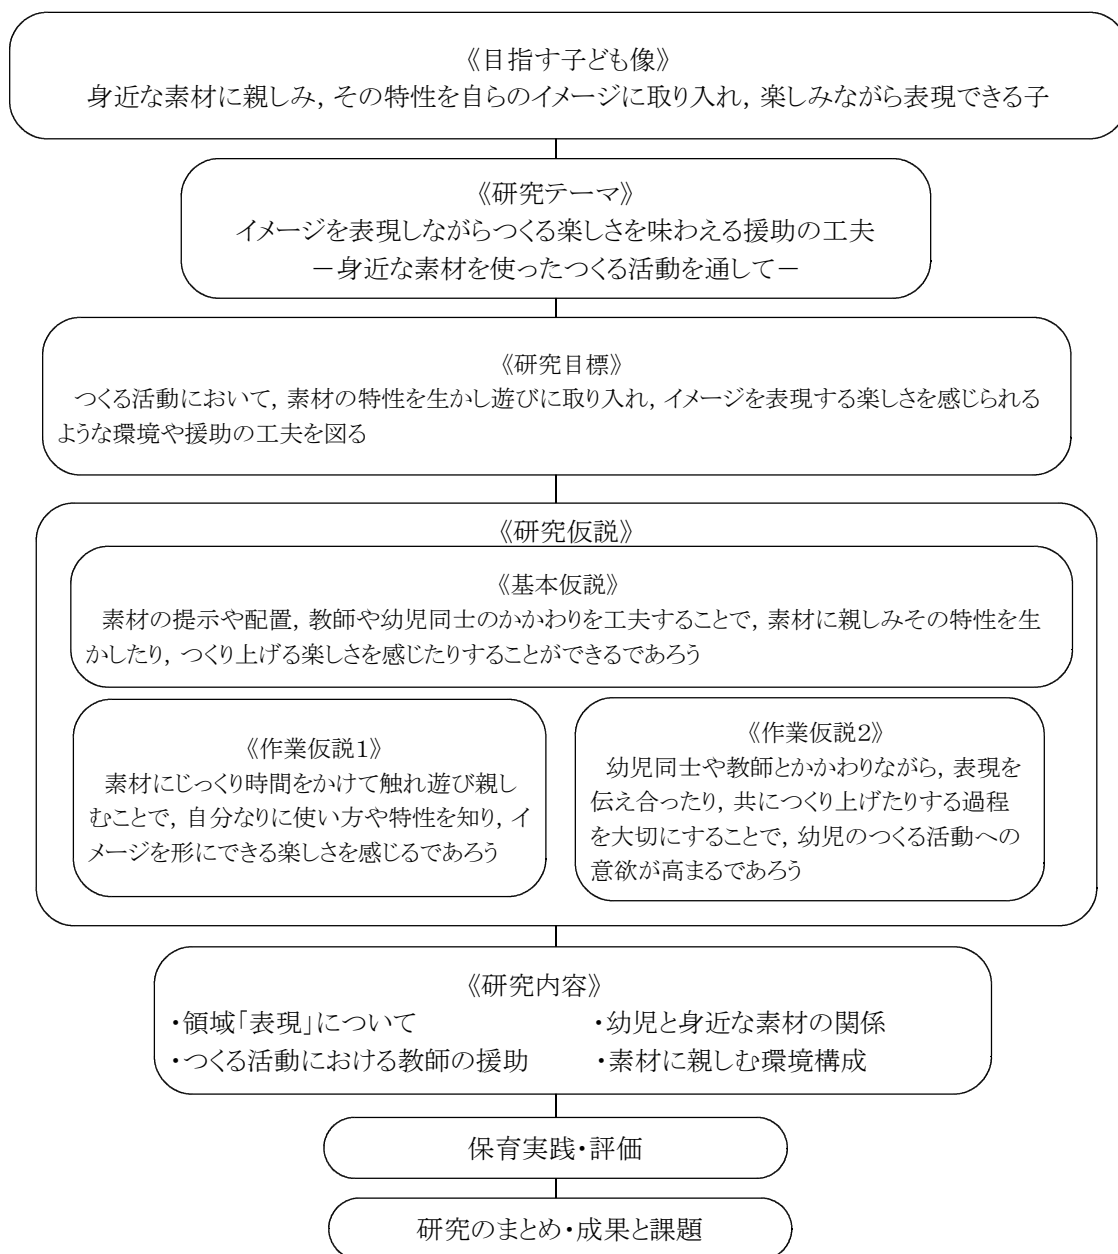 《目指す子ども像》
身近な素材に親しみ，その特性を自らのイメージに取り入れ，楽しみながら表現できる子
《研究テーマ》
イメージを表現しながらつくる楽しさを味わえる援助の工夫
－身近な素材を使ったつくる活動を通して－
《研究目標》
つくる活動において，素材の特性を生かし遊びに取り入れ，イメージを表現する楽しさを感じられる
ような環境や援助の工夫を図る
《研究仮説》
《基本仮説》
素材の提示や配置，教師や幼児同士のかかわりを工夫することで，素材に親しみその特性を生
かしたり，つくり上げる楽しさを感じたりすることができるであろう
《作業仮説1》
素材にじっくり時間をかけて触れ遊び親し
むことで，自分なりに使い方や特性を知り，イ
メージを形にできる楽しさを感じるであろう
《作業仮説2》
幼児同士や教師とかかわりながら，表現を
伝え合ったり，共につくり上げたりする過程
を大切にすることで，幼児のつくる活動への
意欲が高まるであろう
《研究内容》
・領域「表現」について
・つくる活動における教師の援助
・幼児と身近な素材の関係
・素材に親しむ環境構成
保育実践・評価
研究のまとめ・成果と課題